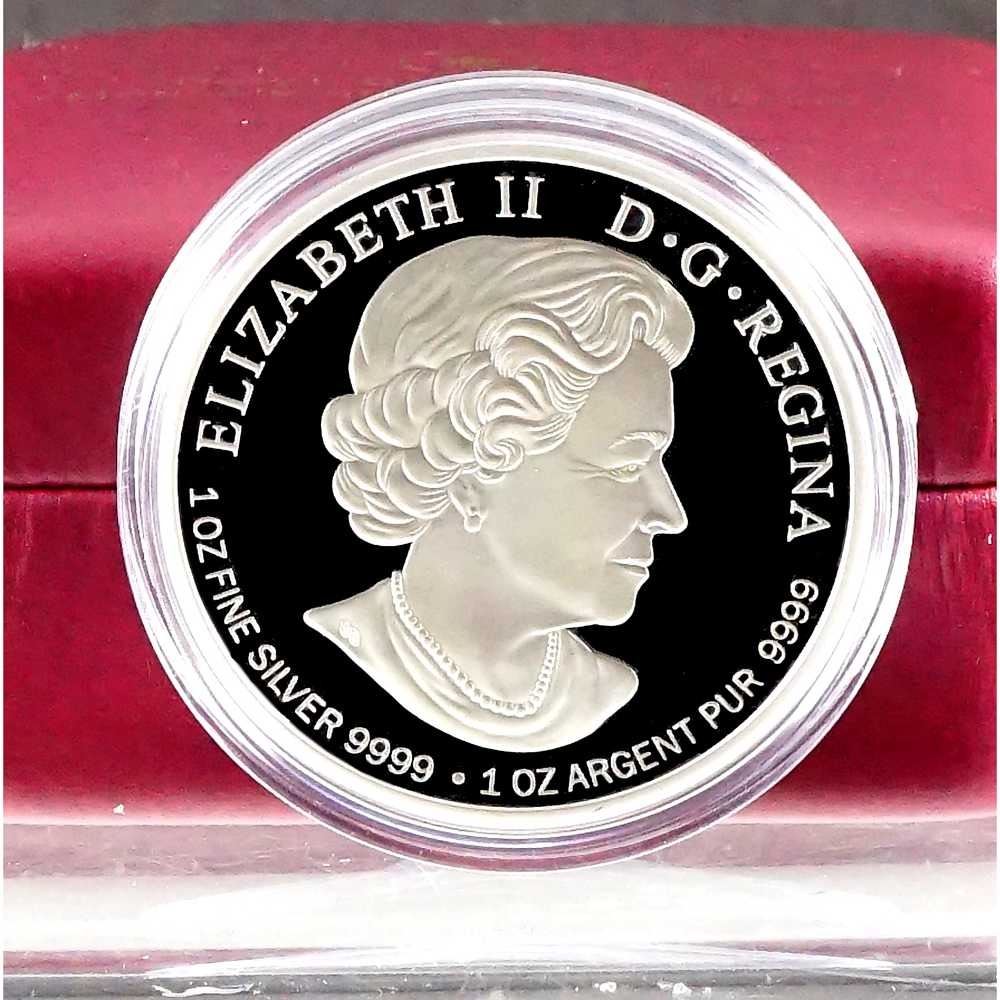 ELIZABETH II D·G·REGINA
1 OZ FINE SILVER 9999 · 1 OZ ARGENT PUR 9999